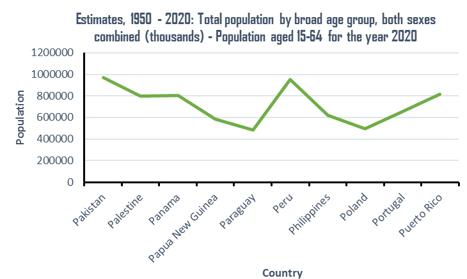 Estimates, 1950 - 2020: Total population by broad age group, both sexes
combined (thousands) - Population aged 15-64 for the year 2020
1200000
1000000
800000
600000
400000
200000
0
Population
Pakistan
Palestine
Panama
Papua New Guinea
Paraguay
Peru
Philippines
Poland
Portugal
Puerto Rico
Country